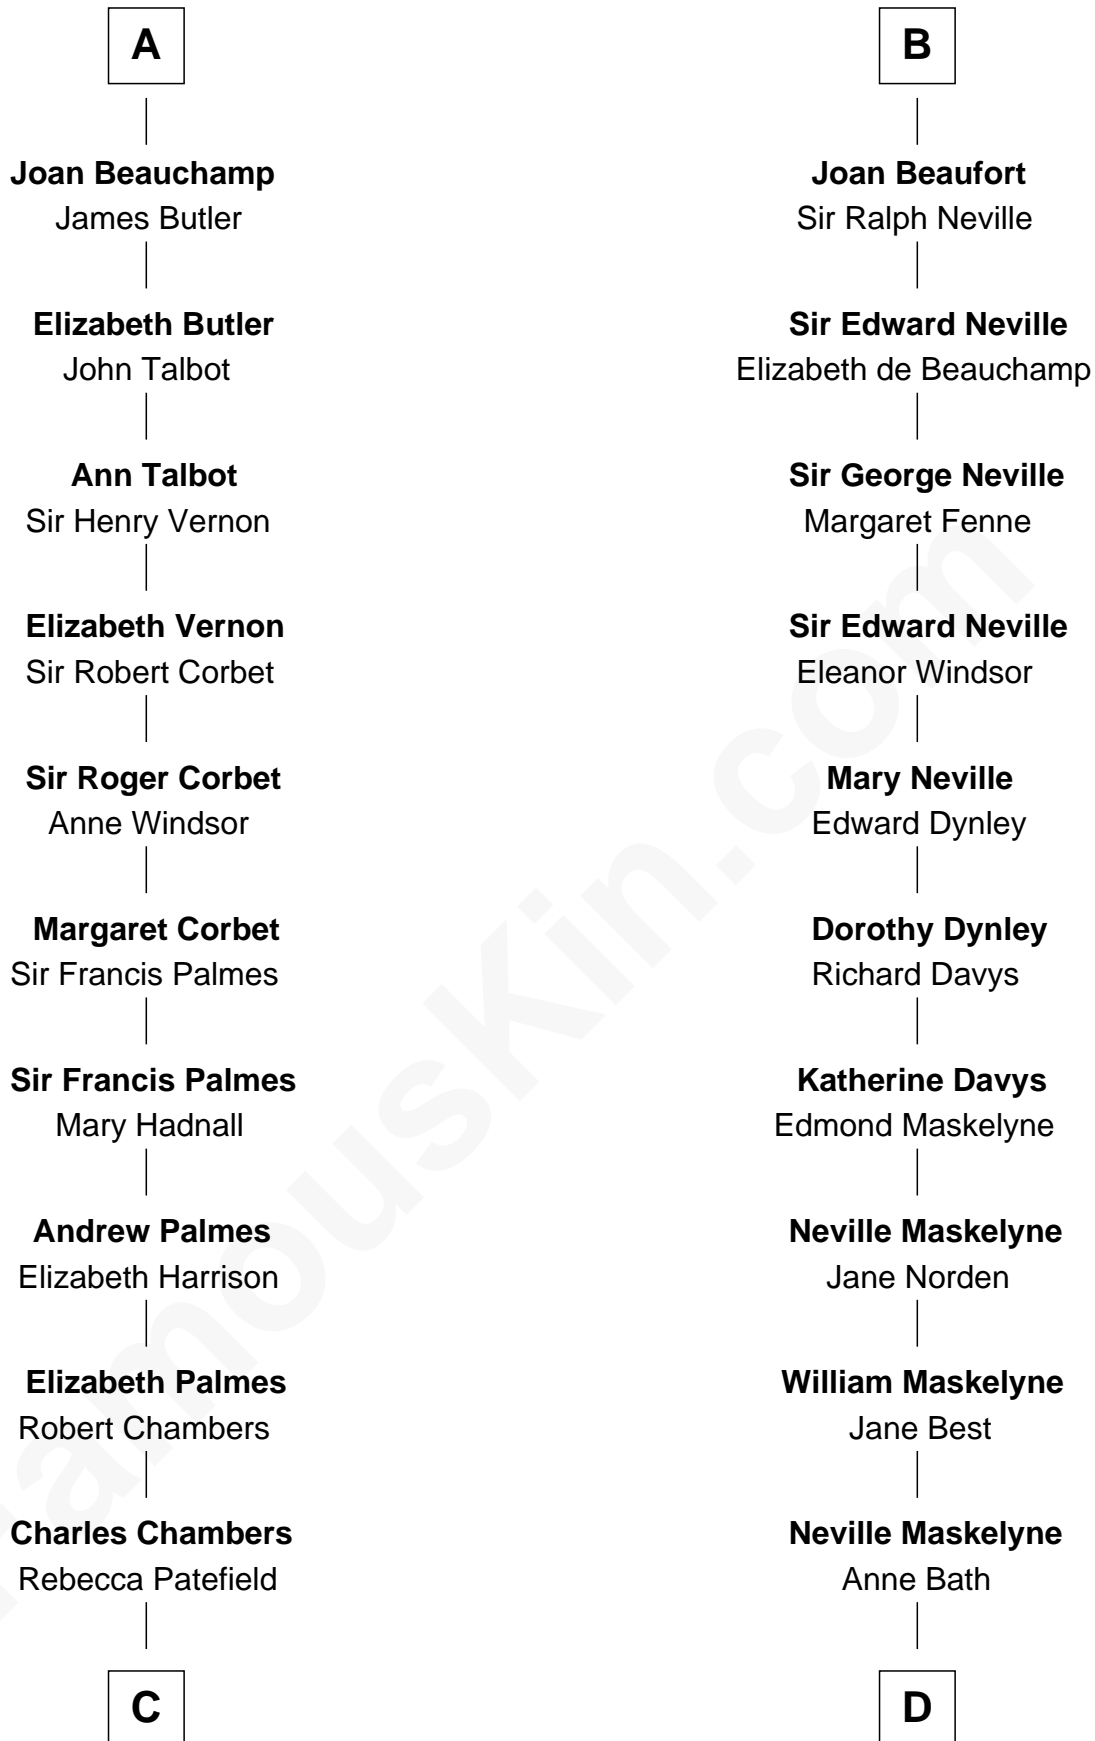 A
Joan Beauchamp
James Butler
Elizabeth Butler
John Talbot
Ann Talbot
Sir Henry Vernon
Elizabeth Vernon
Sir Robert Corbet
Sir Roger Corbet
Anne Windsor
Margaret Corbet
Sir Francis Palmes
Sir Francis Palmes
Mary Hadnall
Andrew Palmes
Elizabeth Harrison
Elizabeth Palmes
Robert Chambers
Charles Chambers
Rebecca Patefield
C
B
Joan Beaufort
Sir Ralph Neville
Sir Edward Neville
Elizabeth de Beauchamp
Sir George Neville
Margaret Fenne
Sir Edward Neville
Eleanor Windsor
Mary Neville
Edward Dynley
Dorothy Dynley
Richard Davys
Katherine Davys
Edmond Maskelyne
Neville Maskelyne
Jane Norden
William Maskelyne
Jane Best
Neville Maskelyne
Anne Bath
D
FamousKin.com